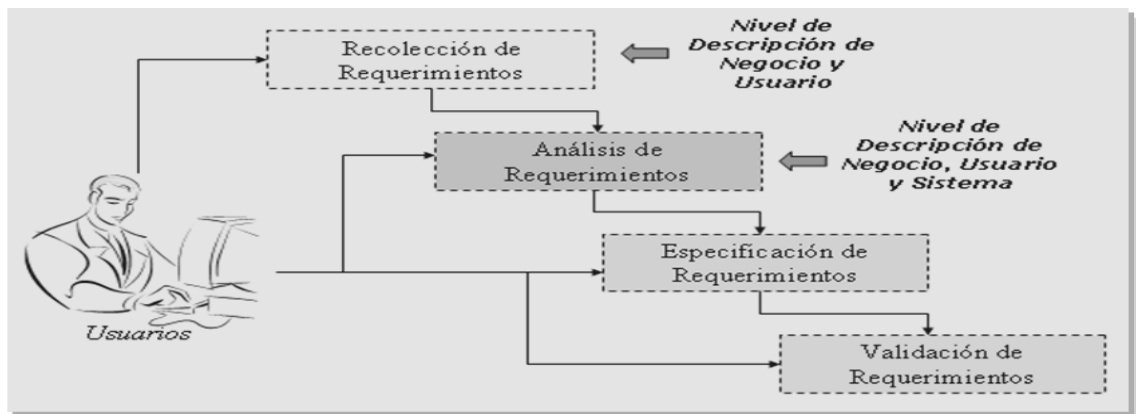 Recolección de
Requerimientos
Nivel de
Descripción de
Negocio y
Usuario
Análisis de
Requerimientos
Nivel de
Descripción de
Negocio, Usuario
y Sistema
Especificación de
Requerimientos
Usuarios
Validación de
Requerimientos